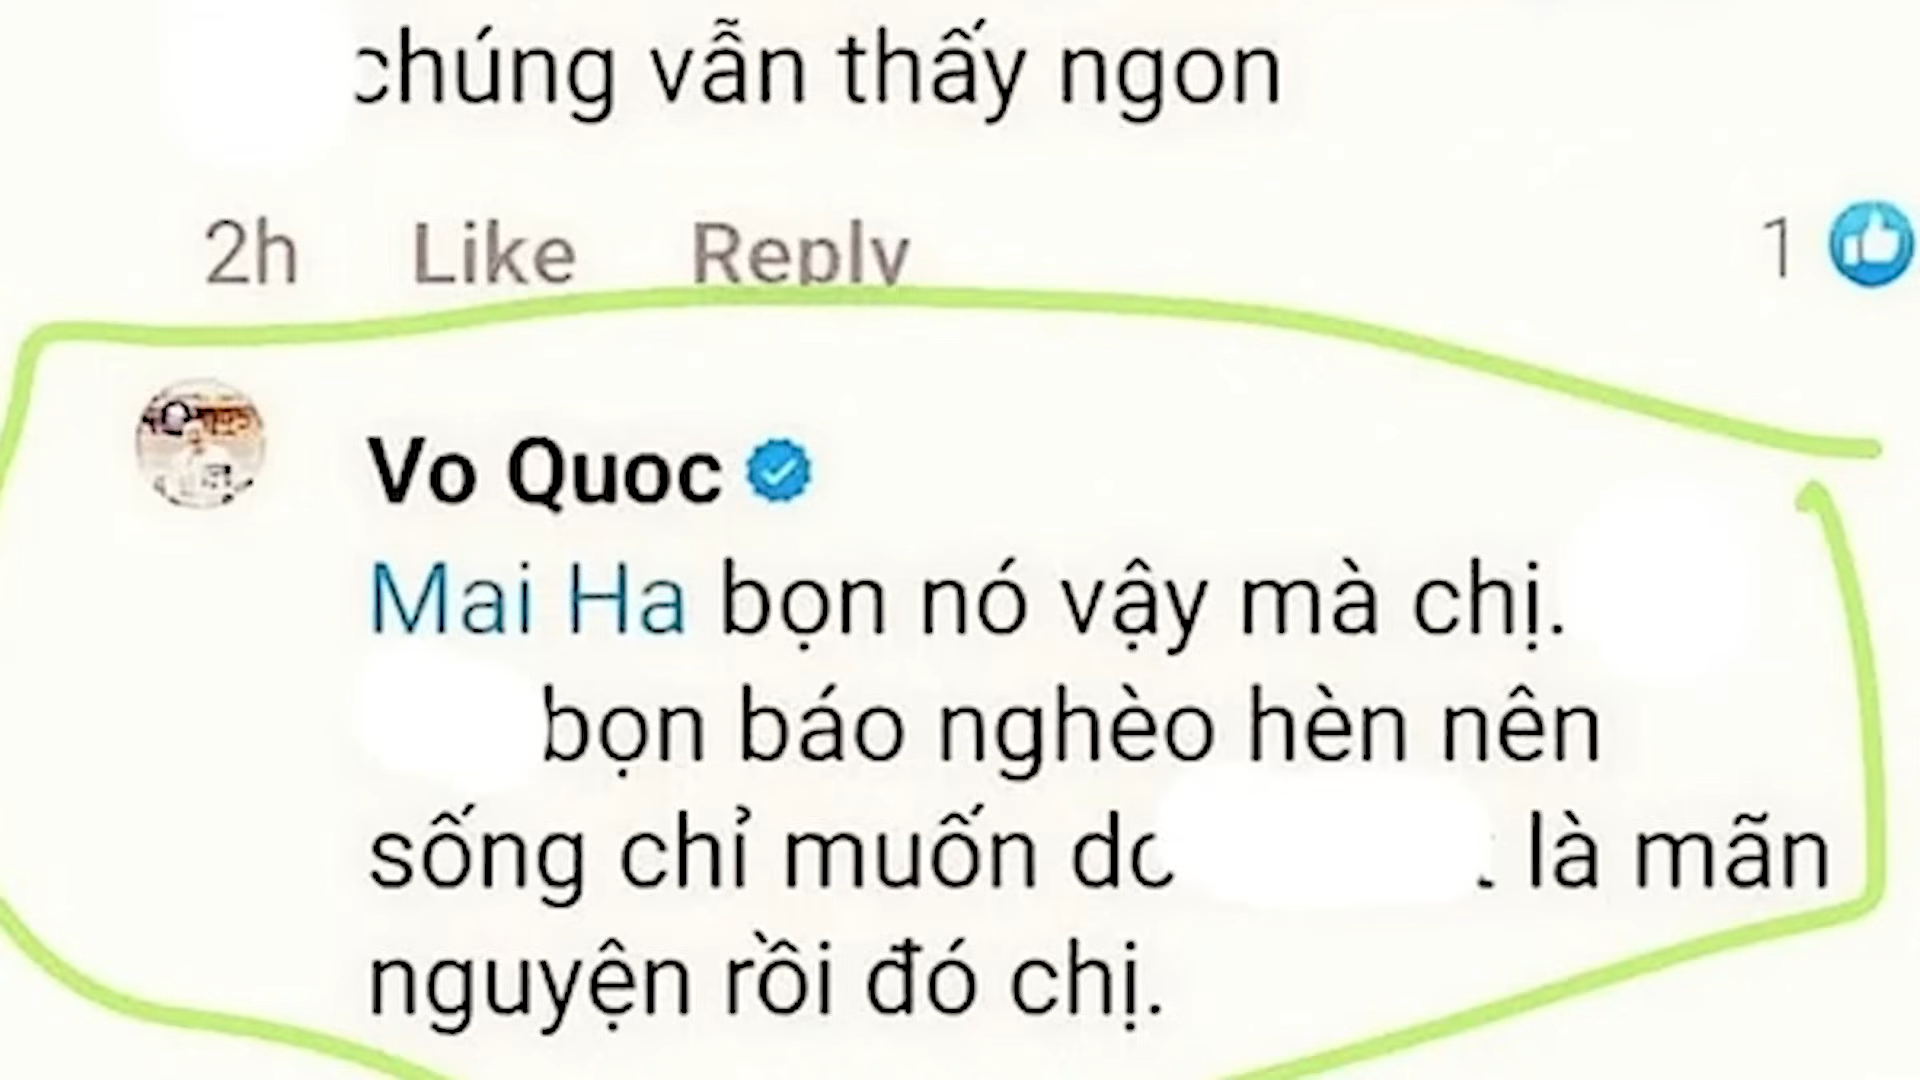 chúng vẫn thấy ngon
2h Like Reply 1
Vo Quoc
Mai Ha bọn nó vậy mà chị.
bọn báo nghèo hèn nên
sống chỉ muốn là mãn
nguyện rồi đó chị.